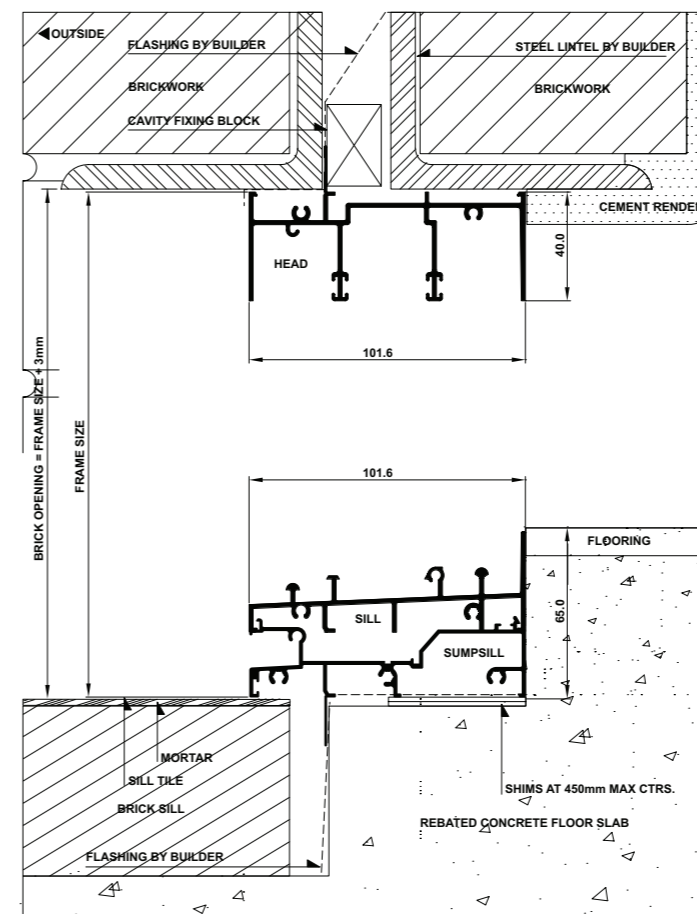 OUTSIDE
FLASHING BY BUILDER
STEEL LINTEL BY BUILDER
BRICKWORK
BRICKWORK
CAVITY FIXING BLOCK
CEMENT RENDER
HEAD
40.0
101.6
BRICK OPENING = FRAME SIZE + 3mm
FRAME SIZE
101.6
FLOORING
SILL
65.0
SUMPSILL
MORTAR
SILL TILE
SHIMS AT 450mm MAX CTRS.
BRICK SILL
REBATED CONCRETE FLOOR SLAB
FLASHING BY BUILDER